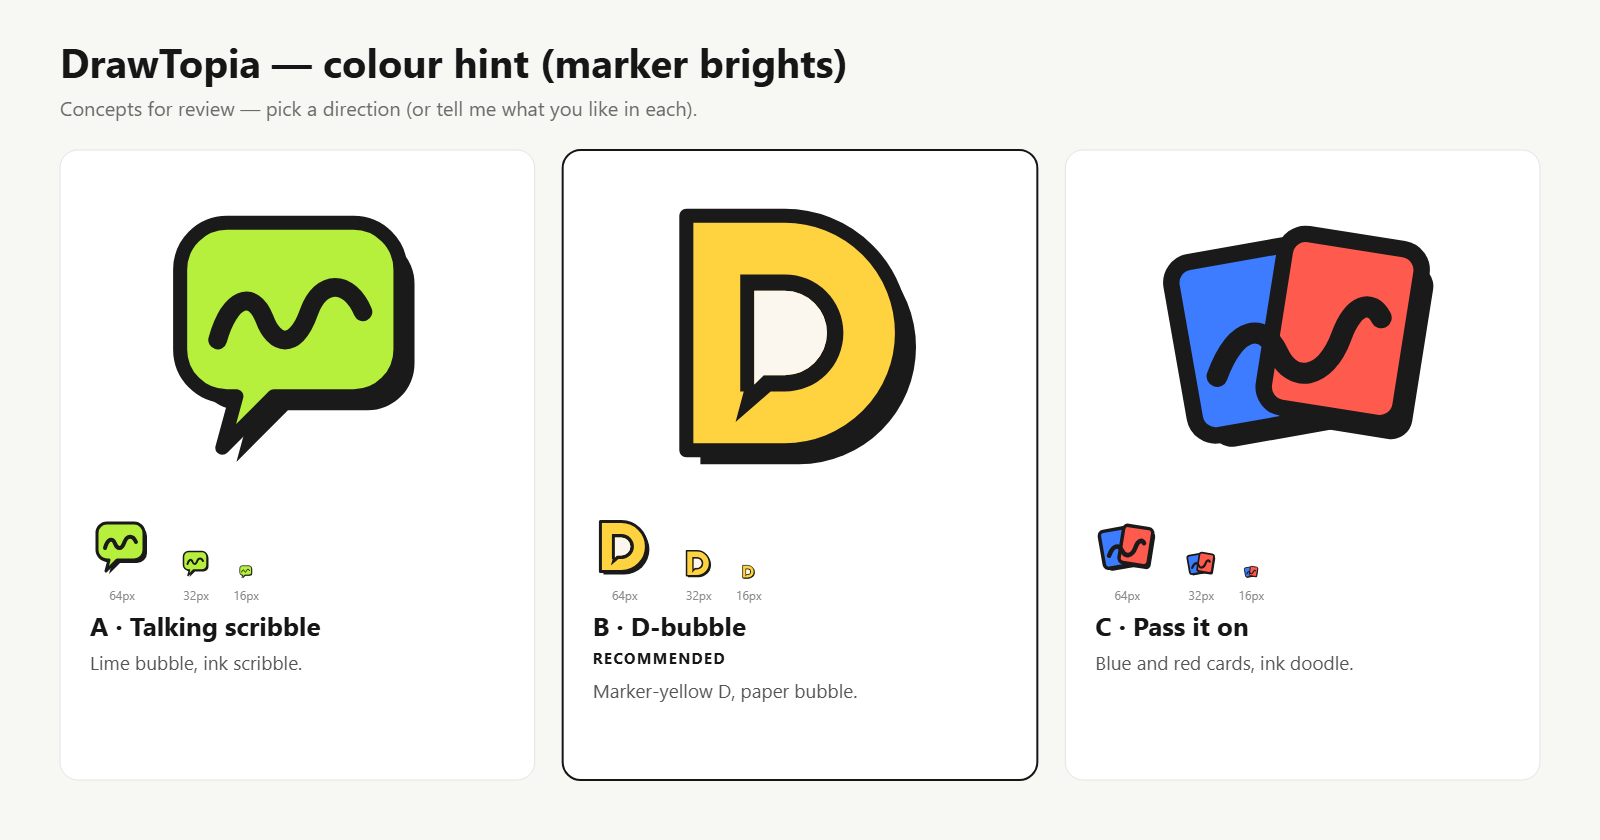 DrawTopia — colour hint (marker brights)
Concepts for review — pick a direction (or tell me what you like in each).
64px 32px 16px
A · Talking scribble
Lime bubble, ink scribble.
D
D D D
64px 32px 16px
B · D-bubble
RECOMMENDED
Marker-yellow D, paper bubble.
64px 32px 16px
C · Pass it on
Blue and red cards, ink doodle.